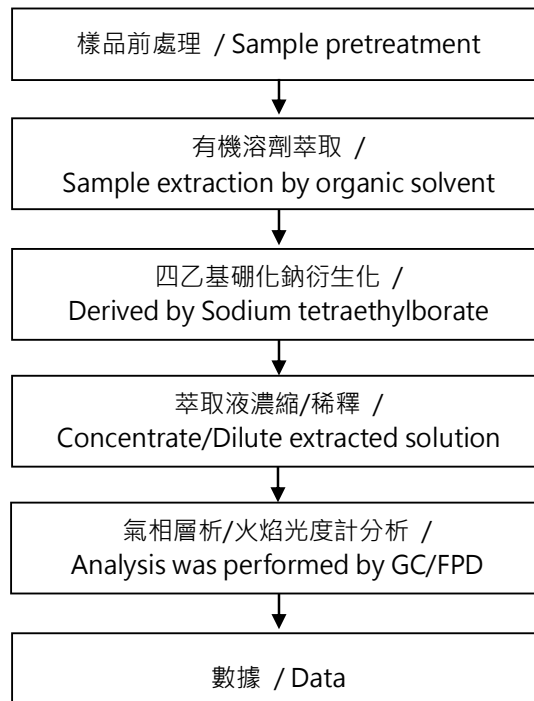 樣品前處理 / Sample pretreatment
有機溶劑萃取 /
Sample extraction by organic solvent
四乙基硼化鈉衍生化 /
Derived by Sodium tetraethylborate
萃取液濃縮/稀釋 /
Concentrate/Dilute extracted solution
氣相層析/火焰光度計分析 /
Analysis was performed by GC/FPD
數據 / Data